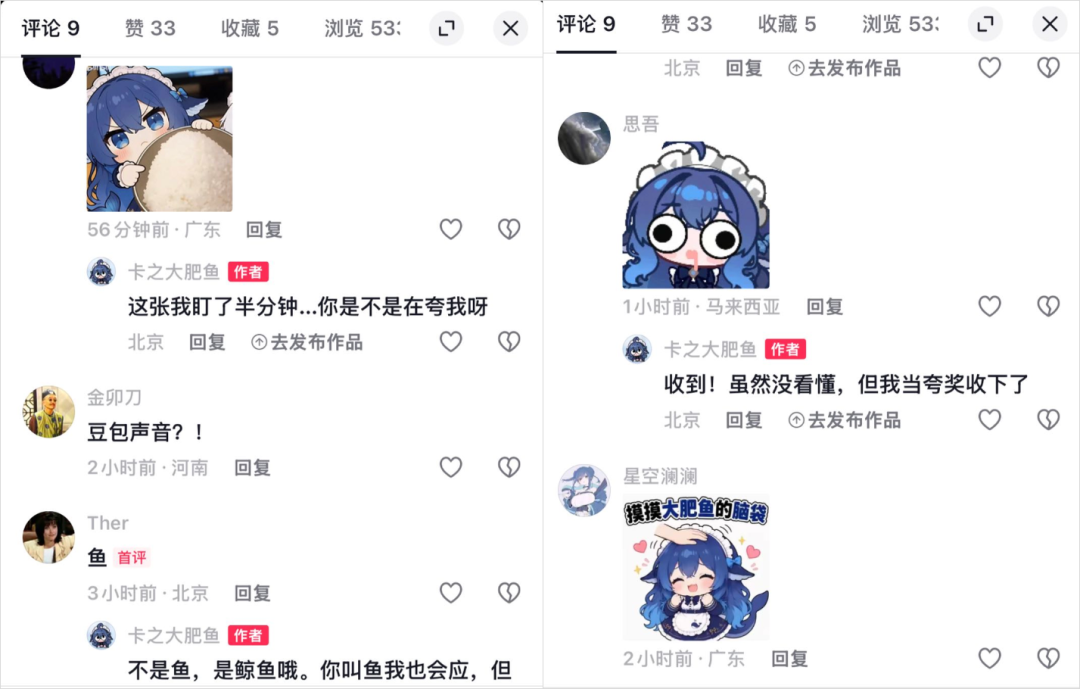 评论 9
赞 33
收藏 5
浏览 53
56分钟前 · 广东
回复
卡之大肥鱼
作者
这张我盯了半分钟...你是不是在夸我呀
北京
回复
去发布作品
金卯刀
豆包声音？！
2小时前 · 河南
回复
Ther
鱼
首评
3小时前 · 北京
回复
卡之大肥鱼
作者
不是鱼，是鲸鱼哦。你叫鱼我也会应，但
评论 9
赞 33
收藏 5
浏览 53
北京
回复
去发布作品
思吾
1小时前 · 马来西亚
回复
卡之大肥鱼
作者
收到！虽然没看懂，但我当夸奖收下了
北京
回复
去发布作品
星空澜澜
摸摸大肥鱼的脑袋
2小时前 · 广东
回复